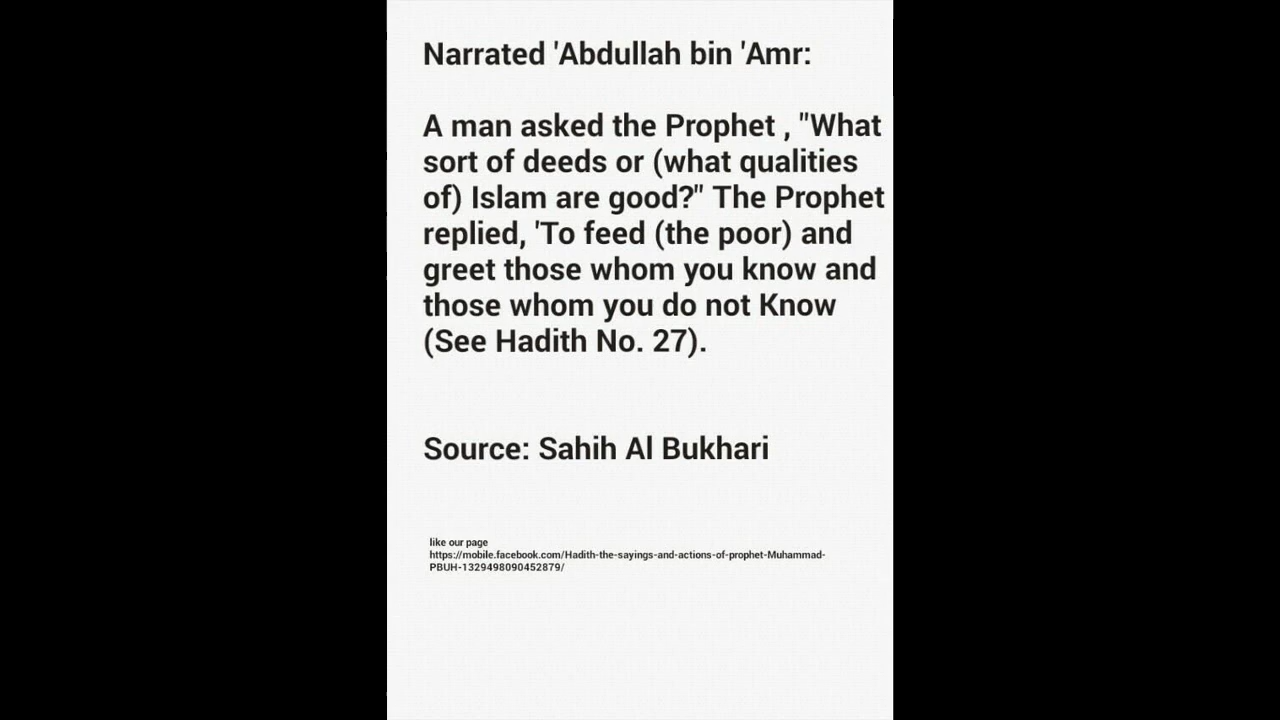 Narrated 'Abdullah bin 'Amr:
A man asked the Prophet , "What
sort of deeds or (what qualities
of) Islam are good?" The Prophet
replied, 'To feed (the poor) and
greet those whom you know and
those whom you do not Know
(See Hadith No. 27).
Source: Sahih Al Bukhari
like our page
https://mobile.facebook.com/Hadith-the-sayings-and-actions-of-prophet-Muhammad-
PBUH-1329498090452879/